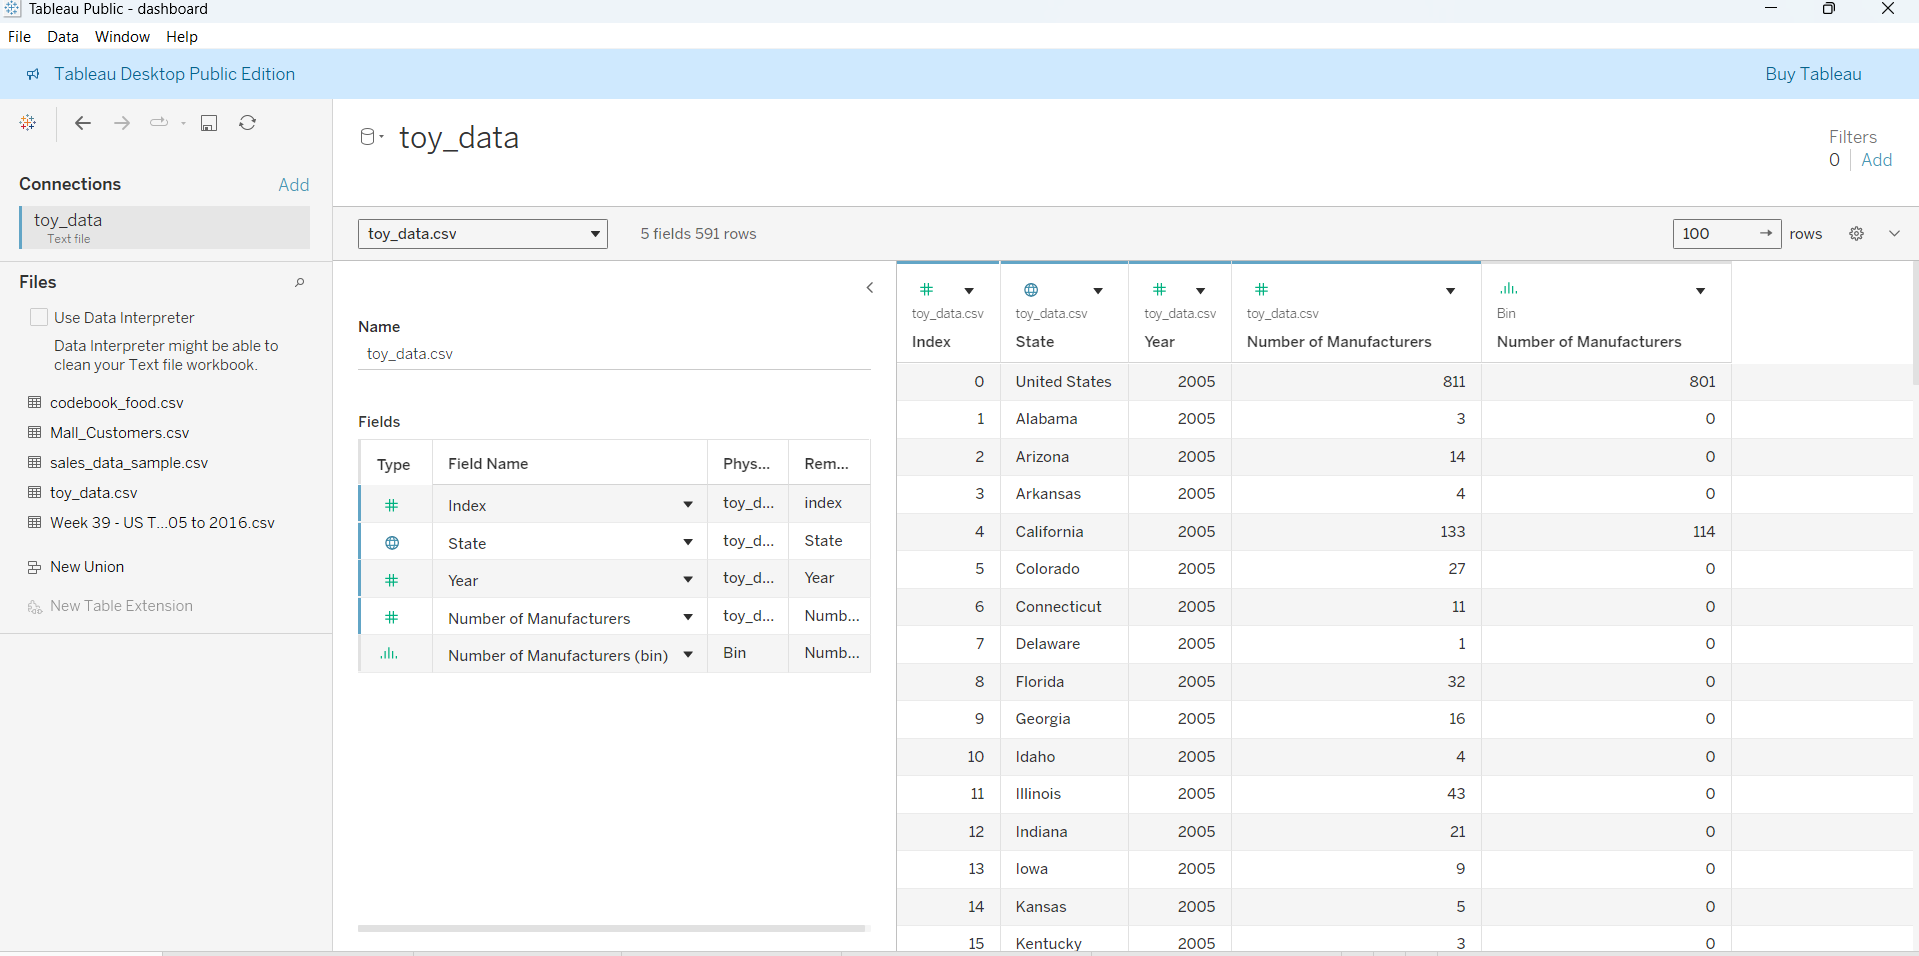 Tableau Public - dashboard
File Data Window Help
Tableau Desktop Public Edition
Buy Tableau
Connections
Add
toy_data
Text file
Files
Use Data Interpreter
Data Interpreter might be able to
clean your Text file workbook.
codebook_food.csv
Mall_Customers.csv
sales_data_sample.csv
toy_data.csv
Week 39 - US T...05 to 2016.csv
New Union
New Table Extension
toy_data
Filters
0 Add
toy_data.csv
5 fields 591 rows
100 → rows
Name
toy_data.csv
Fields
Type Field Name Phys... Rem...
Index toy_d... index
State toy_d... State
Year toy_d... Year
Number of Manufacturers toy_d... Numb...
Number of Manufacturers (bin) Bin Numb...
toy_data.csv toy_data.csv toy_data.csv toy_data.csv Bin
Index State Year Number of Manufacturers Number of Manufacturers
0 United States 2005 811 801
1 Alabama 2005 3 0
2 Arizona 2005 14 0
3 Arkansas 2005 4 0
4 California 2005 133 114
5 Colorado 2005 27 0
6 Connecticut 2005 11 0
7 Delaware 2005 1 0
8 Florida 2005 32 0
9 Georgia 2005 16 0
10 Idaho 2005 4 0
11 Illinois 2005 43 0
12 Indiana 2005 21 0
13 Iowa 2005 9 0
14 Kansas 2005 5 0
15 Kentucky 2005 3 0